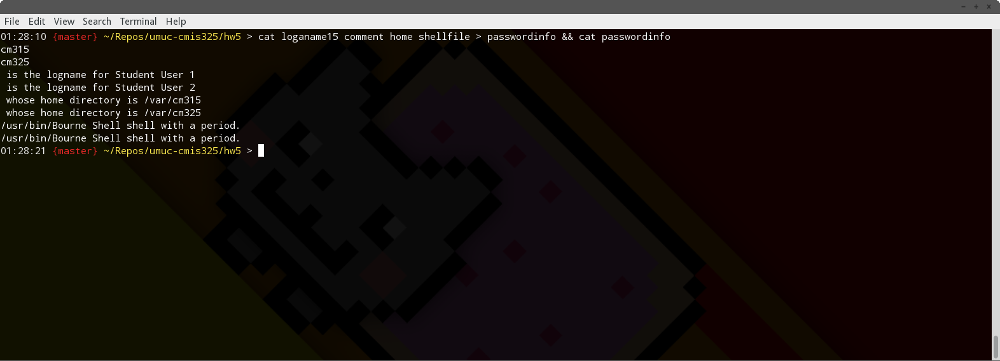 File Edit View Search Terminal Help
01:28:10 {master} ~/Repos/umuc-cmis325/hw5 > cat loganame15 comment home shellfile > passwordinfo && cat passwordinfo
cm315
cm325
 is the logname for Student User 1
 is the logname for Student User 2
 whose home directory is /var/cm315
 whose home directory is /var/cm325
/usr/bin/Bourne Shell shell with a period.
/usr/bin/Bourne Shell shell with a period.
01:28:21 {master} ~/Repos/umuc-cmis325/hw5 >